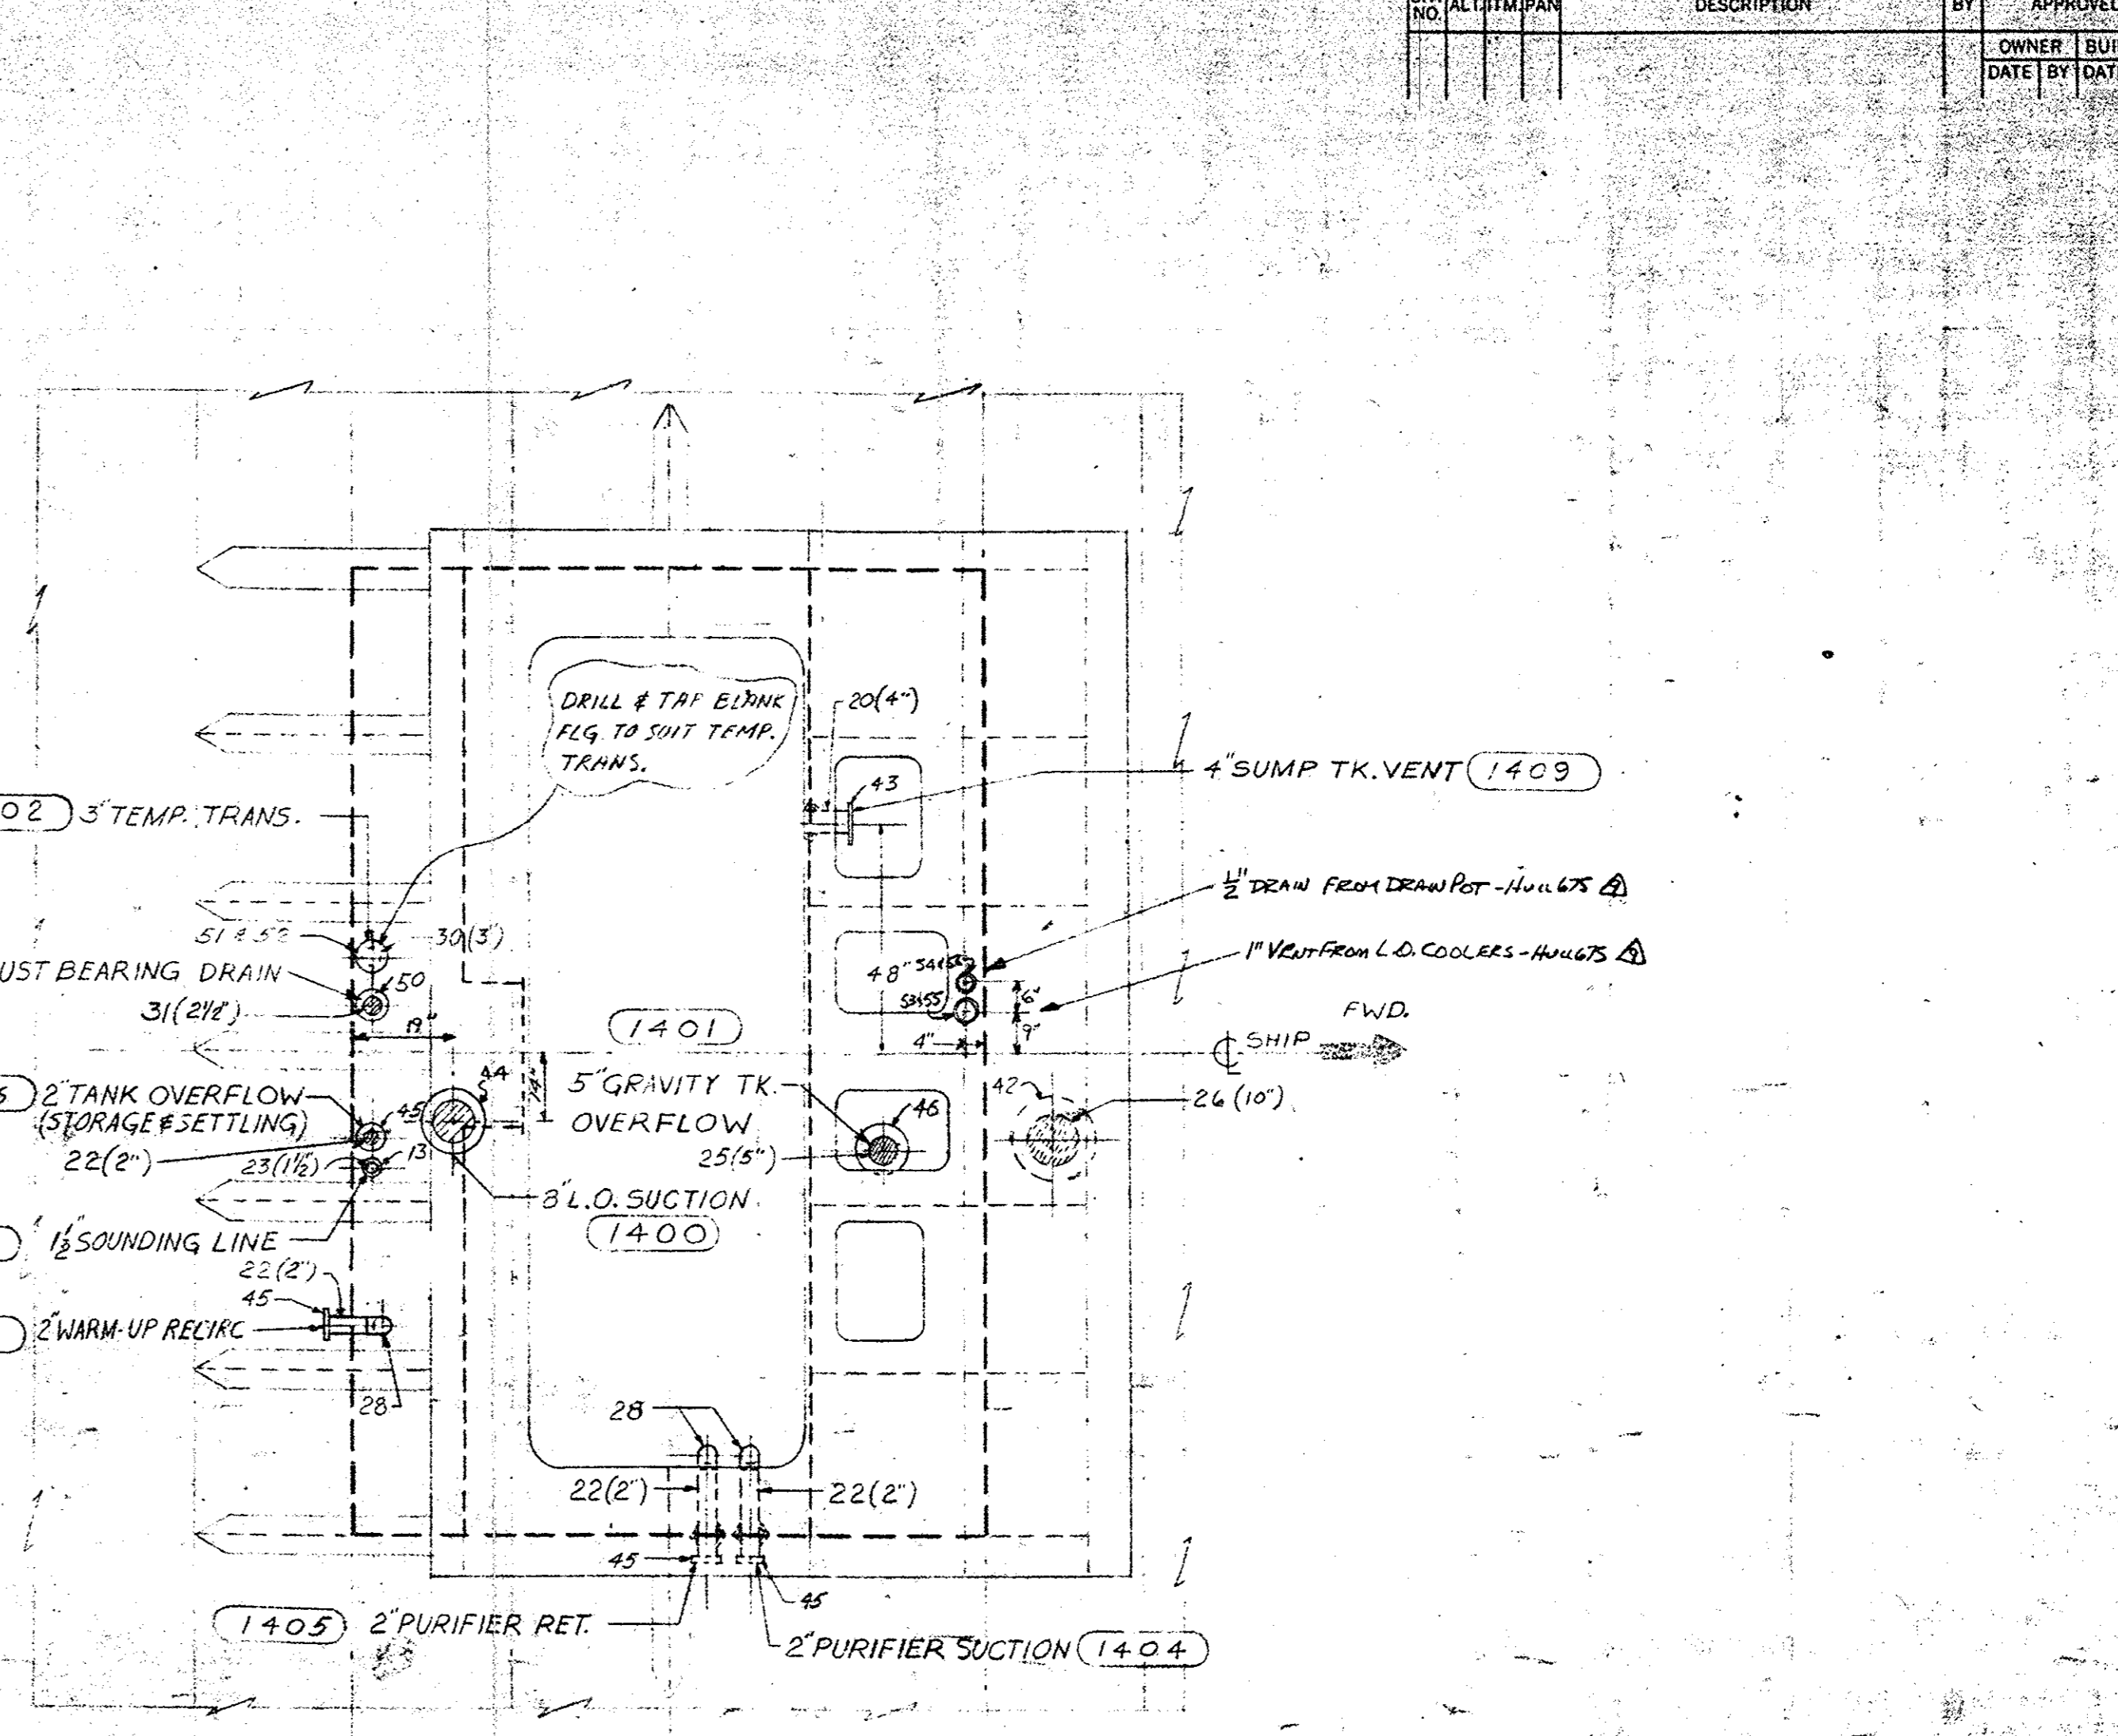 NO. ALT. ITM. PAN DESCRIPTION BY
OWNER
DATE BY
DRILL & TAP BLANK
FLG. TO SUIT TEMP.
TRANS.
20(4")
43
4" SUMP TK. VENT 1409
02 3" TEMP. TRANS.
1/2" DRAIN FROM DRAIN POT - HULL 675
30(3")
1" VENT FROM L.O. COOLERS - HULL 675
UST BEARING DRAIN
50
31(2 1/2")
48"
6"
9"
4"
19"
FWD.
1401
℄ SHIP
44
5" GRAVITY TK.
OVERFLOW
46
25(5")
42
26 (10")
2" TANK OVERFLOW
(STORAGE & SETTLING)
45
22(2")
23(1 1/2)
13
8" L.O. SUCTION
1400
1 1/2" SOUNDING LINE
22(2")
45
2" WARM-UP RECIRC
28
28
22(2")
22(2")
45
45
1405 2" PURIFIER RET.
2" PURIFIER SUCTION 1404